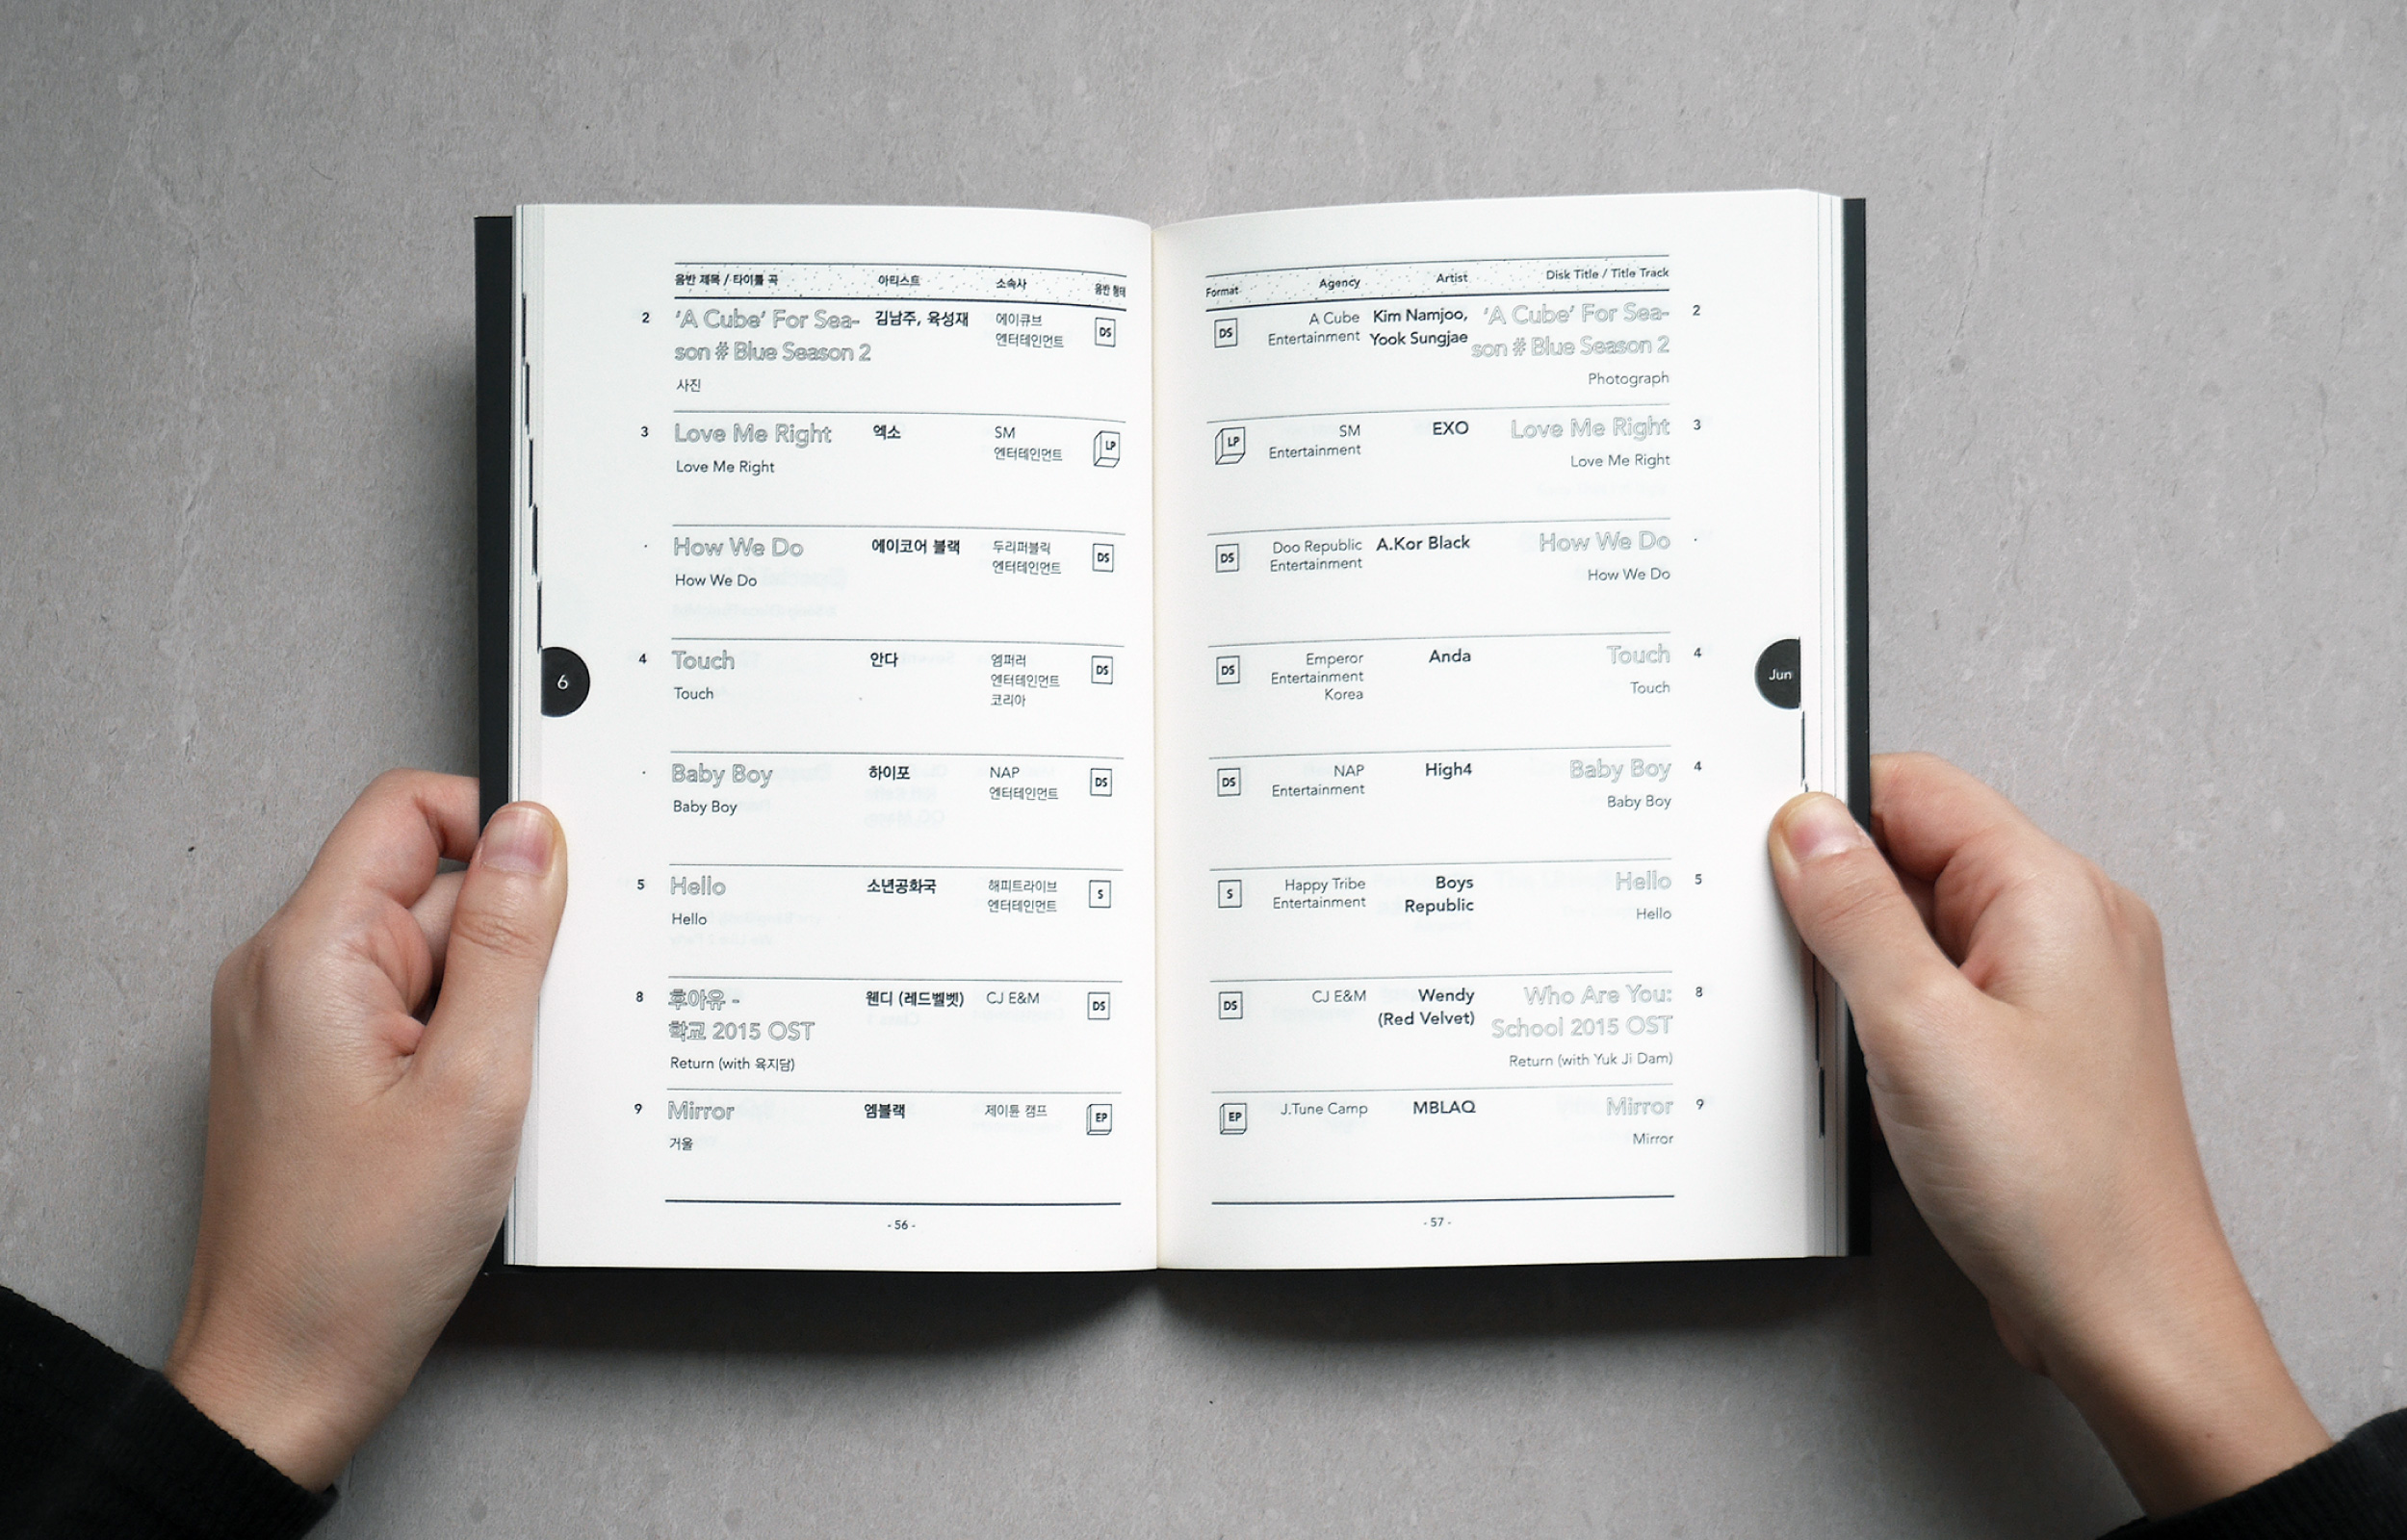 음반 제목 / 타이틀 곡 아티스트 소속사 음반 형태
2 ‘A Cube’ For Sea- 김남주, 육성재 에이큐브 DS
son # Blue Season 2 엔터테인먼트
사진
3 Love Me Right 엑소 SM LP
엔터테인먼트
Love Me Right
· How We Do 에이코어 블랙 두리퍼블릭 DS
엔터테인먼트
How We Do
4 Touch 안다 엠퍼러 DS
엔터테인먼트
Touch 코리아
6
· Baby Boy 하이포 NAP DS
엔터테인먼트
Baby Boy
5 Hello 소년공화국 해피트라이브 S
엔터테인먼트
Hello
8 후아유 - 웬디 (레드벨벳) CJ E&M DS
학교 2015 OST
Return (with 육지담)
9 Mirror 엠블랙 제이튠 캠프 EP
거울
- 56 -
Format Agency Artist Disk Title / Title Track
DS A Cube Kim Namjoo, ‘A Cube’ For Sea- 2
Entertainment Yook Sungjae son # Blue Season 2
Photograph
LP SM EXO Love Me Right 3
Entertainment
Love Me Right
DS Doo Republic A.Kor Black How We Do ·
Entertainment
How We Do
DS Emperor Anda Touch 4
Entertainment
Korea Touch
Jun
DS NAP High4 Baby Boy 4
Entertainment
Baby Boy
S Happy Tribe Boys Hello 5
Entertainment Republic
Hello
DS CJ E&M Wendy Who Are You: 8
(Red Velvet) School 2015 OST
Return (with Yuk Ji Dam)
EP J.Tune Camp MBLAQ Mirror 9
Mirror
- 57 -